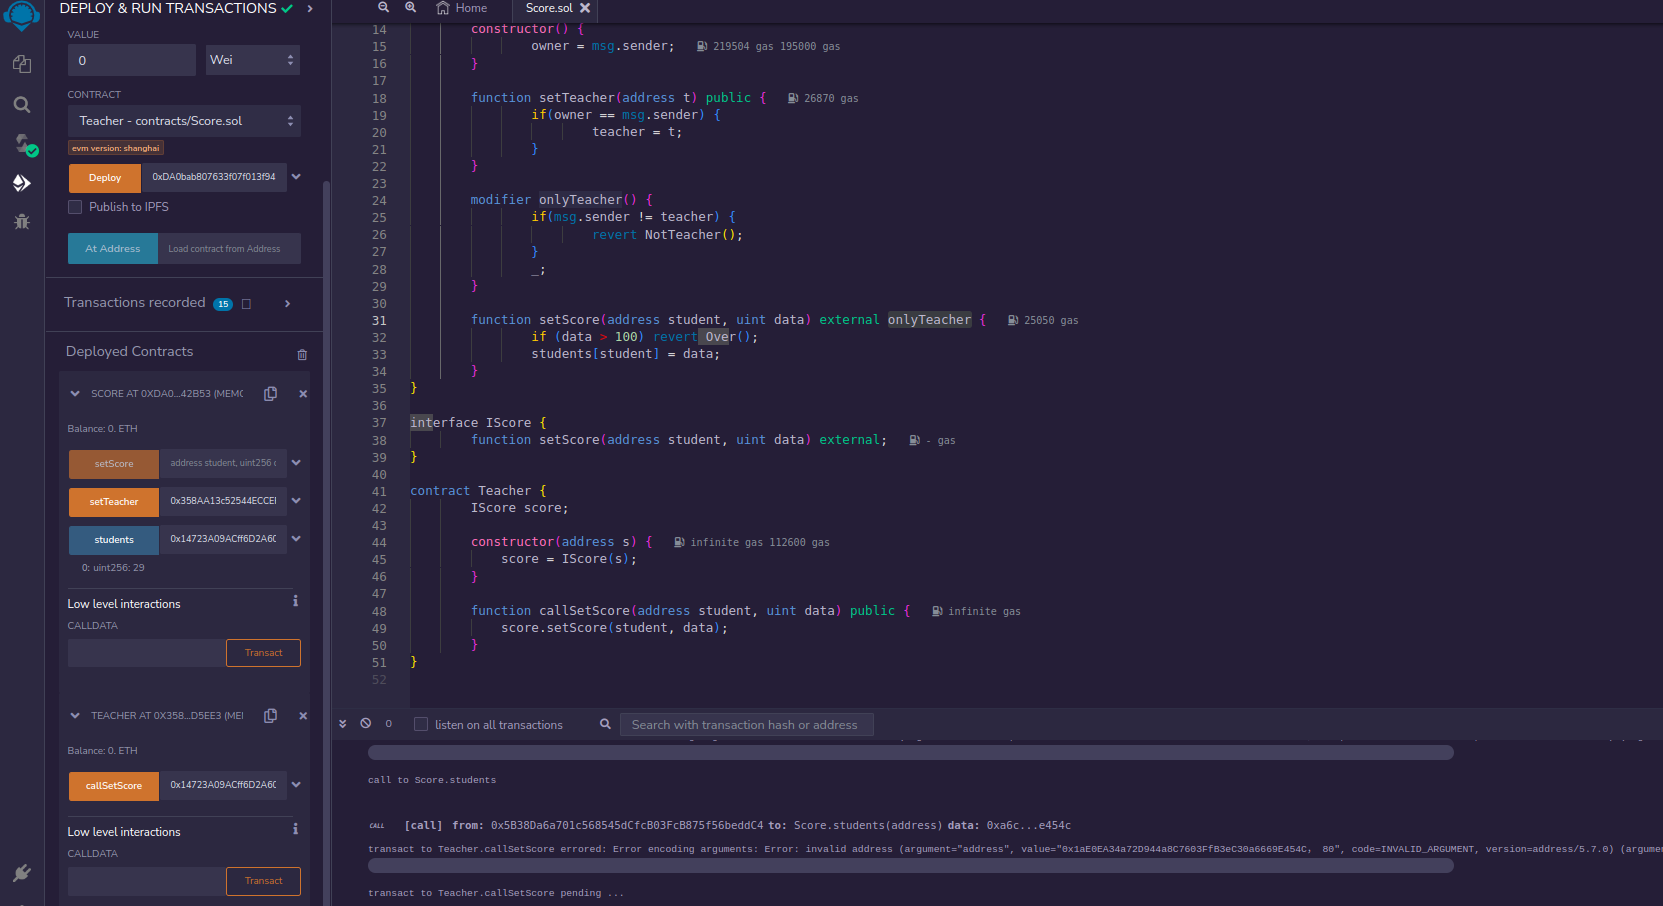 DEPLOY & RUN TRANSACTIONS
VALUE
0
Wei
CONTRACT
Teacher - contracts/Score.sol
evm version: shanghai
Deploy 0xDA0bab807633f07f013f94
Publish to IPFS
At Address Load contract from Address
Transactions recorded 15
Deployed Contracts
SCORE AT 0XDA0...42B53 (MEMO
Balance: 0. ETH
setScore address student, uint256 d
setTeacher 0x358AA13c52544ECCEF
students 0x14723A09ACff6D2A60
0: uint256: 29
Low level interactions
CALLDATA
Transact
TEACHER AT 0X358...D5EE3 (MEI
Balance: 0. ETH
callSetScore 0x14723A09ACff6D2A60
Low level interactions
CALLDATA
Transact
Home Score.sol
14 constructor() {
15 owner = msg.sender; 219504 gas 195000 gas
16 }
17
18 function setTeacher(address t) public { 26870 gas
19 if(owner == msg.sender) {
20 teacher = t;
21 }
22 }
23
24 modifier onlyTeacher() {
25 if(msg.sender != teacher) {
26 revert NotTeacher();
27 }
28 _;
29 }
30
31 function setScore(address student, uint data) external onlyTeacher { 25050 gas
32 if (data > 100) revert Over();
33 students[student] = data;
34 }
35 }
36
37 interface IScore {
38 function setScore(address student, uint data) external; - gas
39 }
40
41 contract Teacher {
42 IScore score;
43
44 constructor(address s) { infinite gas 112600 gas
45 score = IScore(s);
46 }
47
48 function callSetScore(address student, uint data) public { infinite gas
49 score.setScore(student, data);
50 }
51 }
52
0 listen on all transactions Search with transaction hash or address
call to Score.students
CALL [call] from: 0x5B38Da6a701c568545dCfcB03FcB875f56beddC4 to: Score.students(address) data: 0xa6c...e454c
transact to Teacher.callSetScore errored: Error encoding arguments: Error: invalid address (argument="address", value="0x1aE0EA34a72D944a8C7603FfB3eC30a6669E454C， 80", code=INVALID_ARGUMENT, version=address/5.7.0) (argumen
transact to Teacher.callSetScore pending ...